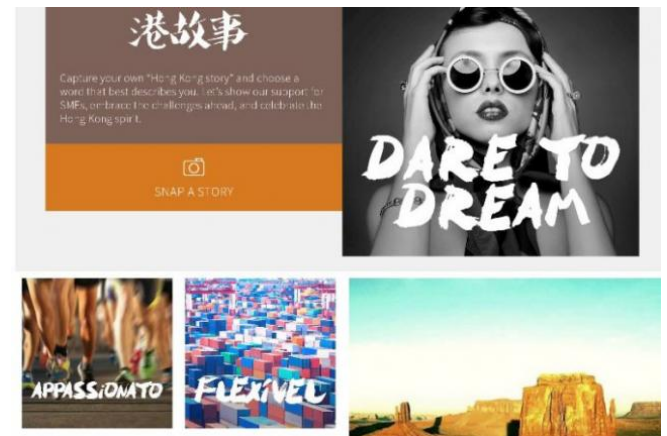 港故事
Capture your own "Hong Kong story" and choose a
word that best describes you. Let's show our support for
SMEs, embrace the challenges ahead, and celebrate the
Hong Kong spirit.
SNAP A STORY
DARE TO
DREAM
APPASSiONATO
FLEXíVEL